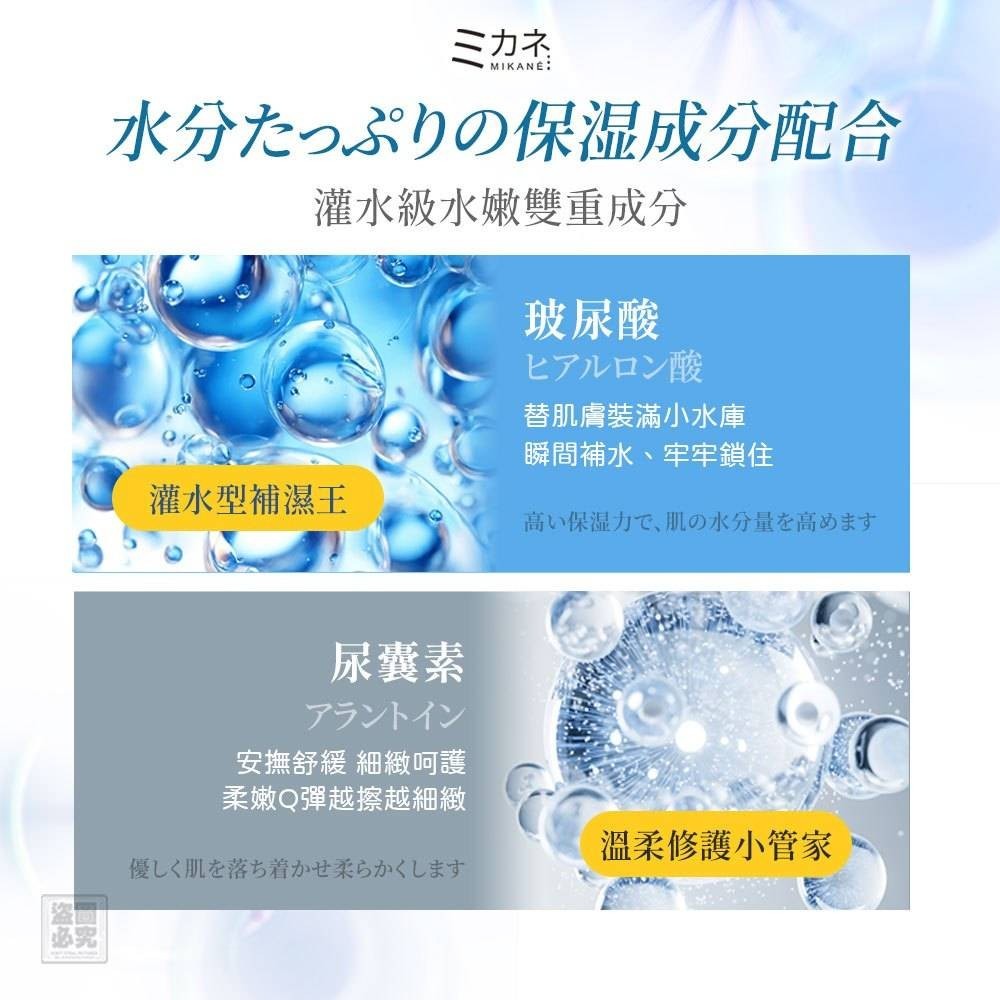 ミカネ
MIKANE
水分たっぷりの保湿成分配合
灌水級水嫩雙重成分
玻尿酸
ヒアルロン酸
替肌膚裝滿小水庫
瞬間補水、牢牢鎖住
灌水型補濕王
高い保湿力で、肌の水分量を高めます
尿囊素
アラントイン
安撫舒緩 細緻呵護
柔嫩Q彈越擦越細緻
溫柔修護小管家
優しく肌を落ち着かせ柔らかくします
盜圖
必究